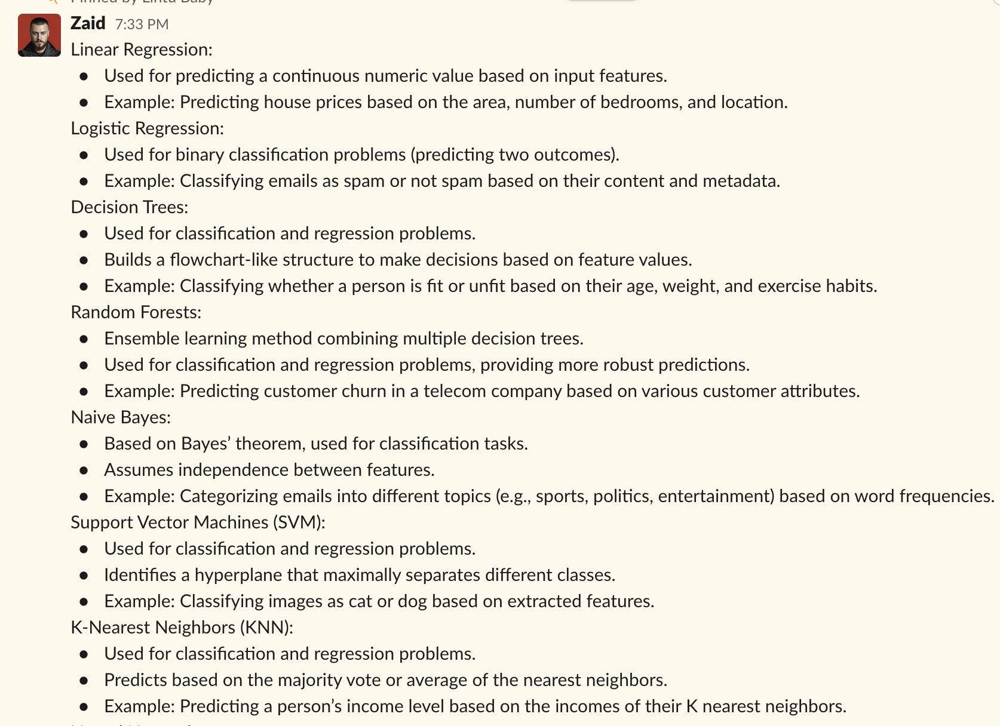 Pinned by Lintu Baby
Zaid 7:33 PM
Linear Regression:
● Used for predicting a continuous numeric value based on input features.
● Example: Predicting house prices based on the area, number of bedrooms, and location.
Logistic Regression:
● Used for binary classification problems (predicting two outcomes).
● Example: Classifying emails as spam or not spam based on their content and metadata.
Decision Trees:
● Used for classification and regression problems.
● Builds a flowchart-like structure to make decisions based on feature values.
● Example: Classifying whether a person is fit or unfit based on their age, weight, and exercise habits.
Random Forests:
● Ensemble learning method combining multiple decision trees.
● Used for classification and regression problems, providing more robust predictions.
● Example: Predicting customer churn in a telecom company based on various customer attributes.
Naive Bayes:
● Based on Bayes’ theorem, used for classification tasks.
● Assumes independence between features.
● Example: Categorizing emails into different topics (e.g., sports, politics, entertainment) based on word frequencies.
Support Vector Machines (SVM):
● Used for classification and regression problems.
● Identifies a hyperplane that maximally separates different classes.
● Example: Classifying images as cat or dog based on extracted features.
K-Nearest Neighbors (KNN):
● Used for classification and regression problems.
● Predicts based on the majority vote or average of the nearest neighbors.
● Example: Predicting a person’s income level based on the incomes of their K nearest neighbors.